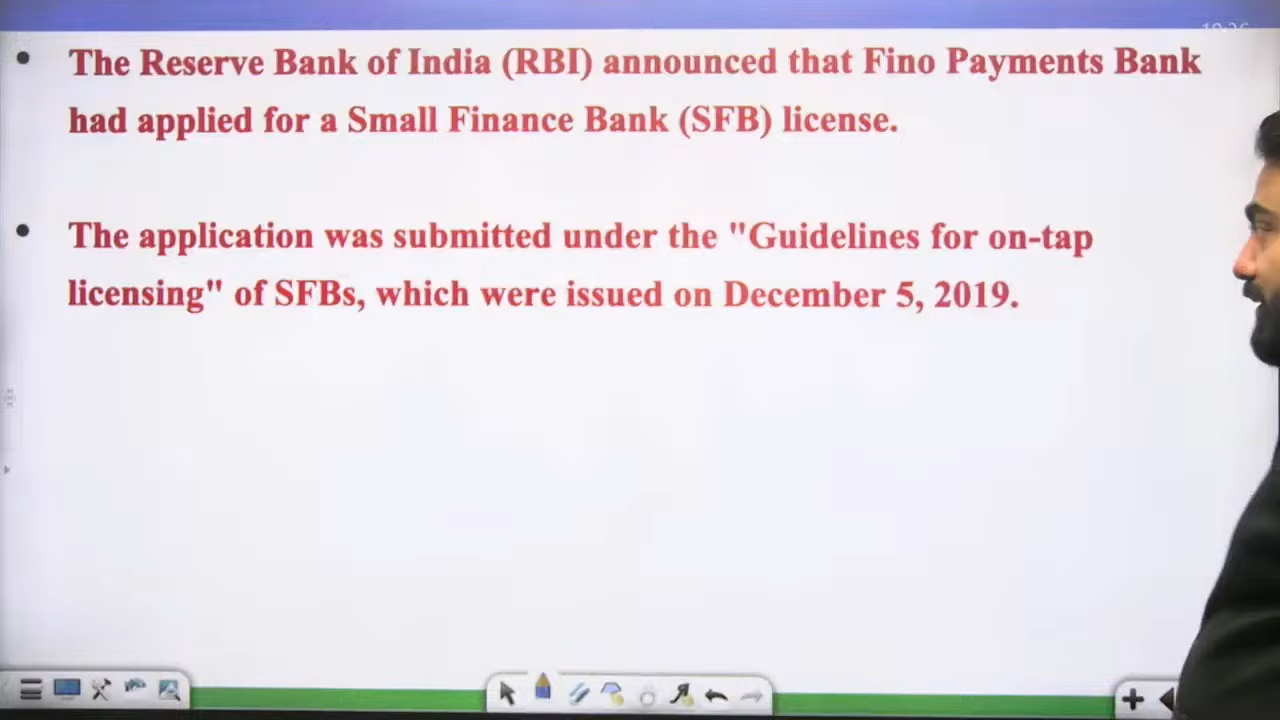 • The Reserve Bank of India (RBI) announced that Fino Payments Bank
had applied for a Small Finance Bank (SFB) license.
• The application was submitted under the "Guidelines for on-tap
licensing" of SFBs, which were issued on December 5, 2019.